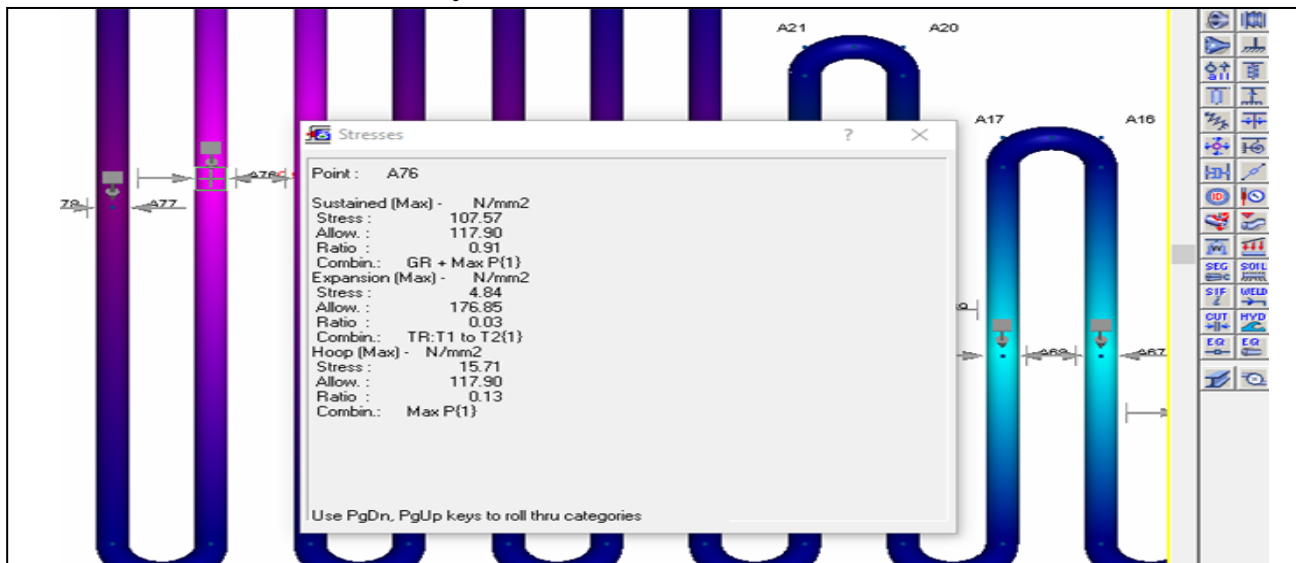 A21
A20
A17
A16
Stresses
?
Point : A76
Sustained (Max) - N/mm2
Stress : 107.57
Allow. : 117.90
Ratio : 0.91
Combin.: GR + Max P{1}
Expansion (Max) - N/mm2
Stress : 4.84
Allow. : 176.85
Ratio : 0.03
Combin.: TR:T1 to T2{1}
Hoop (Max) - N/mm2
Stress : 15.71
Allow. : 117.90
Ratio : 0.13
Combin.: Max P{1}
Use PgDn, PgUp keys to roll thru categories
78
A77
A67
all
ID
SEG
SOIL
SIF
WELD
CUT
HYD
EQ
EQ